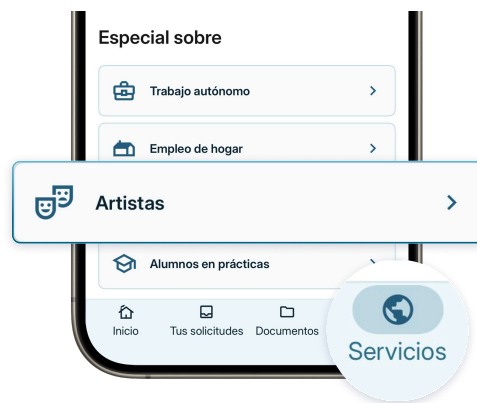 Especial sobre
Trabajo autónomo
Empleo de hogar
Artistas
Alumnos en prácticas
Inicio
Tus solicitudes
Documentos
Servicios